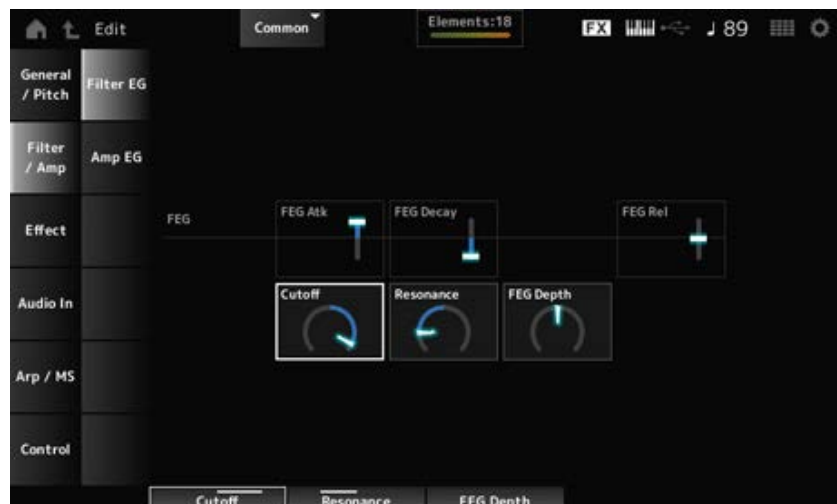 Edit
Common
Elements:18
FX
89
General
/ Pitch
Filter EG
Filter
/ Amp
Amp EG
Effect
Audio In
Arp / MS
Control
FEG
FEG Atk
FEG Decay
FEG Rel
Cutoff
Resonance
FEG Depth
Cutoff
Resonance
FEG Depth